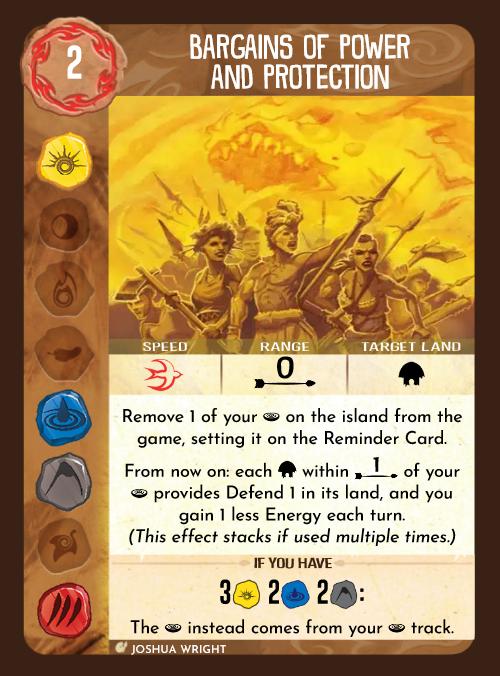 2
BARGAINS OF POWER
AND PROTECTION
SPEED RANGE TARGET LAND
0
Remove 1 of your on the island from the
game, setting it on the Reminder Card.
From now on: each within 1 of your
provides Defend 1 in its land, and you
gain 1 less Energy each turn.
(This effect stacks if used multiple times.)
IF YOU HAVE
3 2 2 :
The instead comes from your track.
JOSHUA WRIGHT